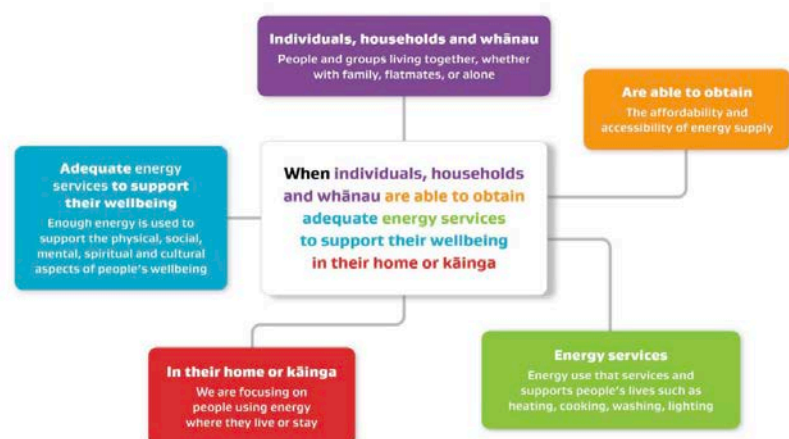 Individuals, households and whānau
People and groups living together, whether
with family, flatmates, or alone
Are able to obtain
The affordability and
accessibility of energy supply
Adequate energy
services to support
their wellbeing
Enough energy is used to
support the physical, social,
mental, spiritual and cultural
aspects of people's wellbeing
When individuals, households
and whānau are able to obtain
adequate energy services
to support their wellbeing
in their home or kāinga
In their home or kāinga
We are focusing on
people using energy
where they live or stay
Energy services
Energy use that services and
supports people's lives such as
heating, cooking, washing, lighting